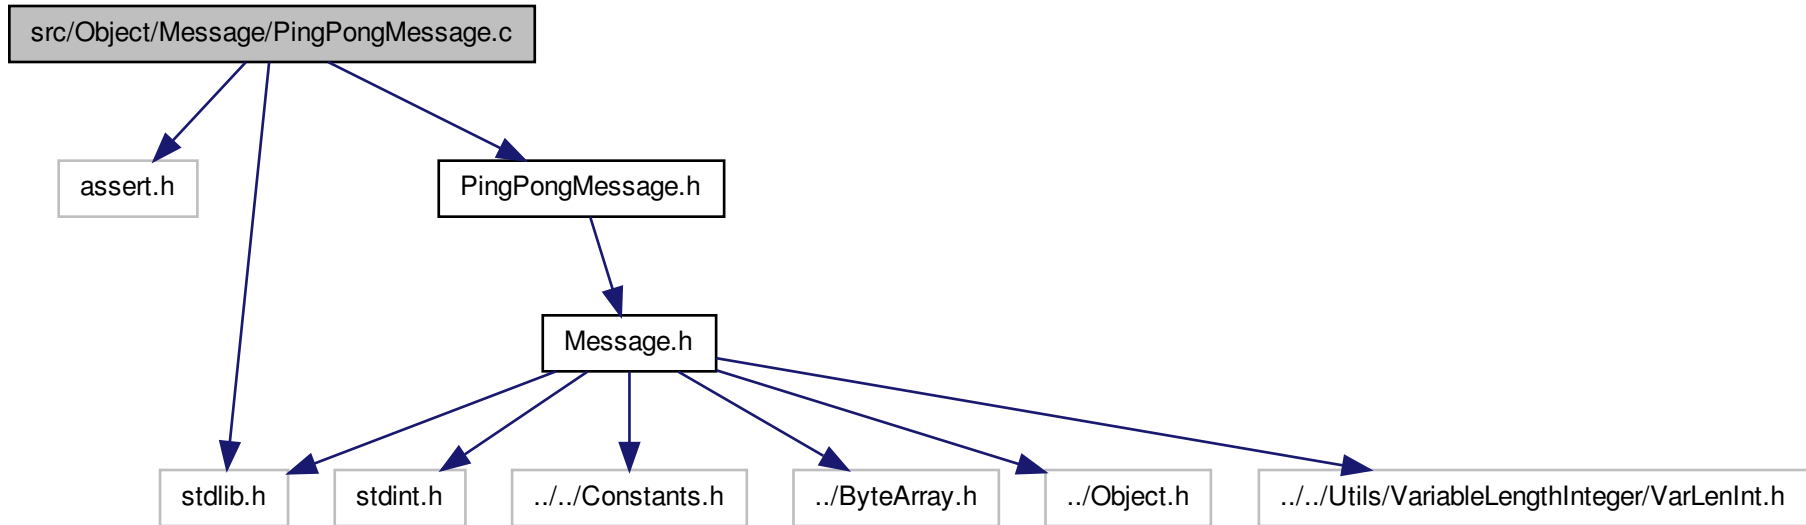 src/Object/Message/PingPongMessage.c
assert.h
PingPongMessage.h
Message.h
stdlib.h
stdint.h
../../Constants.h
../ByteArray.h
../Object.h
../../Utils/VariableLengthInteger/VarLenInt.h